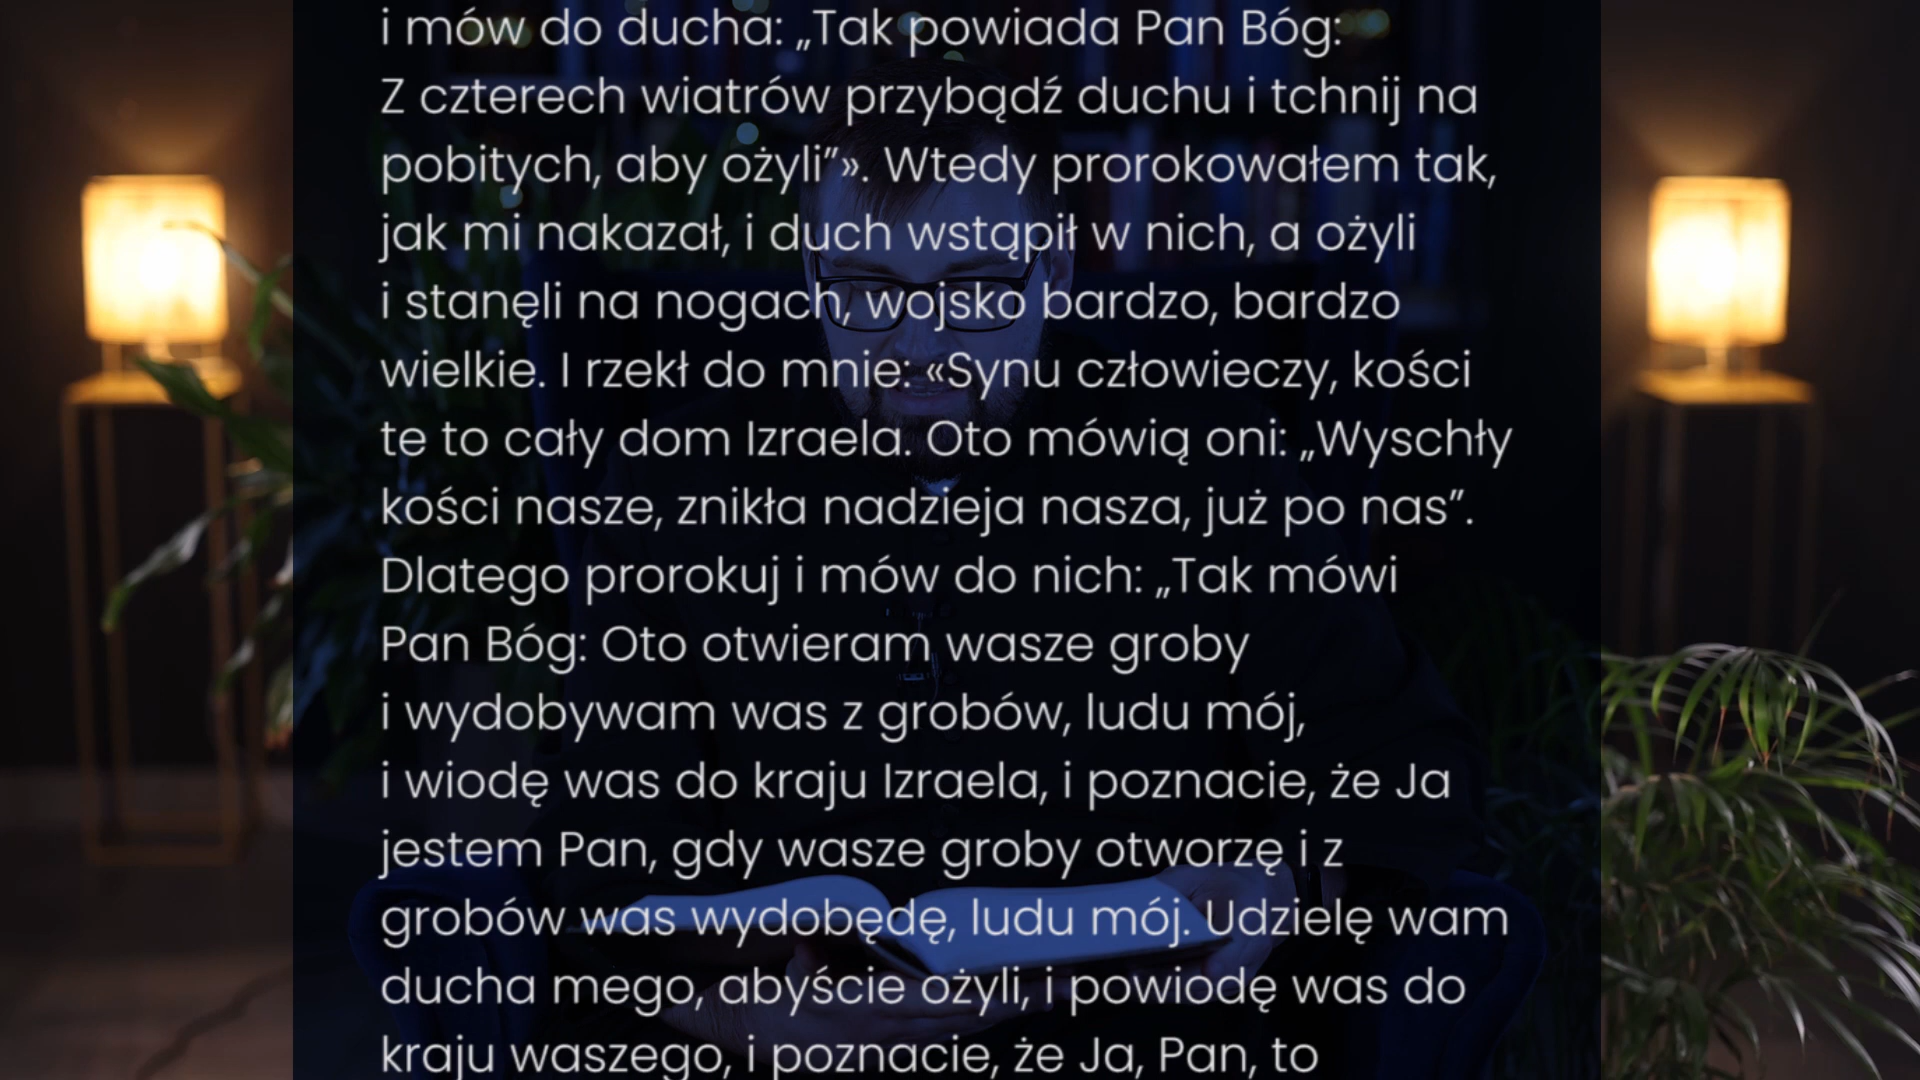 i mów do ducha: „Tak powiada Pan Bóg:
Z czterech wiatrów przybądź duchu i tchnij na
pobitych, aby ożyli”». Wtedy prorokowałem tak,
jak mi nakazał, i duch wstąpił w nich, a ożyli
i stanęli na nogach, wojsko bardzo, bardzo
wielkie. I rzekł do mnie: «Synu człowieczy, kości
te to cały dom Izraela. Oto mówią oni: „Wyschły
kości nasze, znikła nadzieja nasza, już po nas”.
Dlatego prorokuj i mów do nich: „Tak mówi
Pan Bóg: Oto otwieram wasze groby
i wydobywam was z grobów, ludu mój,
i wiodę was do kraju Izraela, i poznacie, że Ja
jestem Pan, gdy wasze groby otworzę i z
grobów was wydobędę, ludu mój. Udzielę wam
ducha mego, abyście ożyli, i powiodę was do
kraju waszego, i poznacie, że Ja, Pan, to